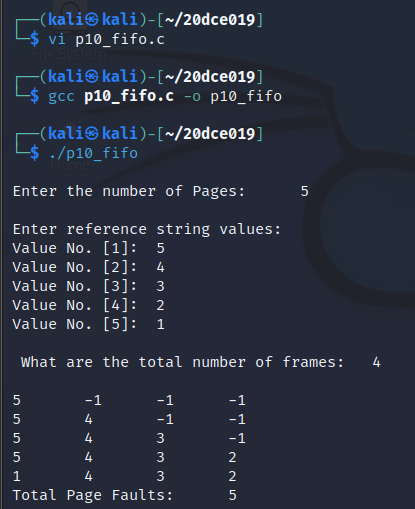 ┌──(kali㉿kali)-[~/20dce019]
└─$ vi p10_fifo.c
File System
┌──(kali㉿kali)-[~/20dce019]
└─$ gcc p10_fifo.c -o p10_fifo
┌──(kali㉿kali)-[~/20dce019]
└─$ ./p10_fifo
Home
Enter the number of Pages: 5
Enter reference string values:
Value No. [1]: 5
Value No. [2]: 4
Value No. [3]: 3
Value No. [4]: 2
Value No. [5]: 1
What are the total number of frames: 4
5 -1 -1 -1
5 4 -1 -1
5 4 3 -1
5 4 3 2
1 4 3 2
Total Page Faults: 5